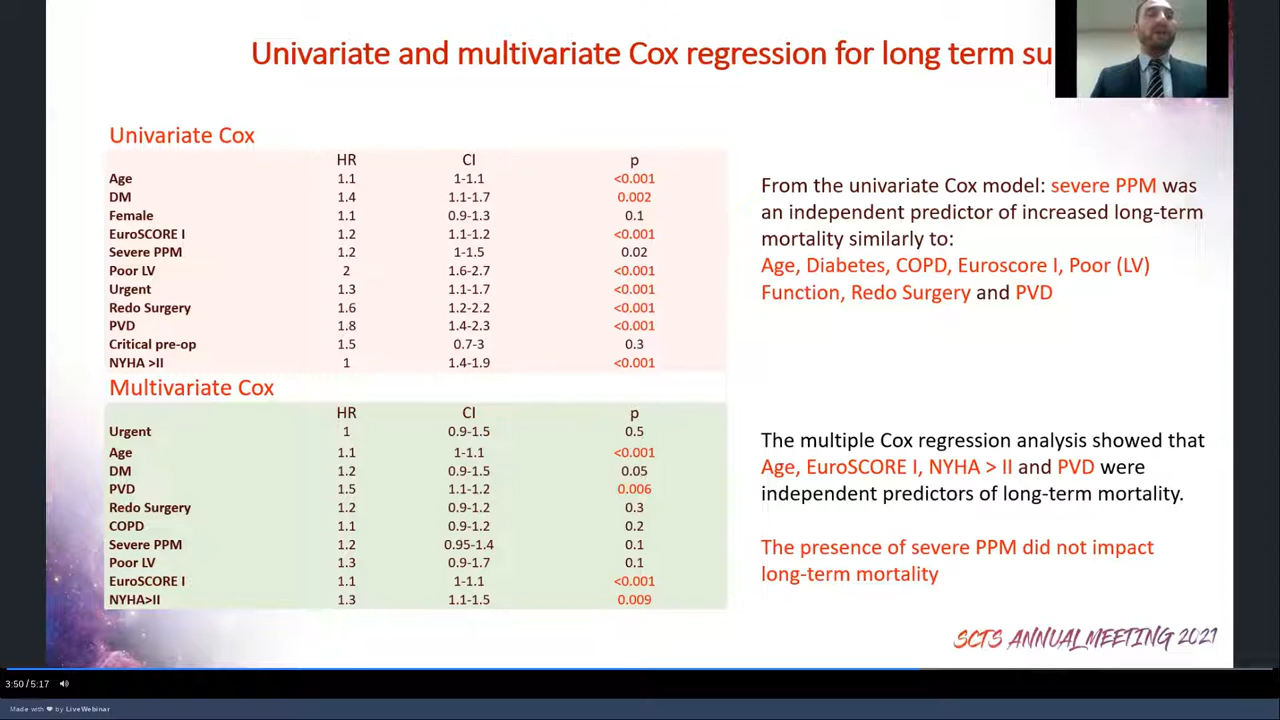 Univariate and multivariate Cox regression for long term su
Univariate Cox
HR CI p
Age 1.1 1-1.1 <0.001
DM 1.4 1.1-1.7 0.002
Female 1.1 0.9-1.3 0.1
EuroSCORE I 1.2 1.1-1.2 <0.001
Severe PPM 1.2 1-1.5 0.02
Poor LV 2 1.6-2.7 <0.001
Urgent 1.3 1.1-1.7 <0.001
Redo Surgery 1.6 1.2-2.2 <0.001
PVD 1.8 1.4-2.3 <0.001
Critical pre-op 1.5 0.7-3 0.3
NYHA >II 1 1.4-1.9 <0.001
Multivariate Cox
HR CI p
Urgent 1 0.9-1.5 0.5
Age 1.1 1-1.1 <0.001
DM 1.2 0.9-1.5 0.05
PVD 1.5 1.1-1.2 0.006
Redo Surgery 1.2 0.9-1.2 0.3
COPD 1.1 0.9-1.2 0.2
Severe PPM 1.2 0.95-1.4 0.1
Poor LV 1.3 0.9-1.7 0.1
EuroSCORE I 1.1 1-1.1 <0.001
NYHA>II 1.3 1.1-1.5 0.009
From the univariate Cox model: severe PPM was
an independent predictor of increased long-term
mortality similarly to:
Age, Diabetes, COPD, Euroscore I, Poor (LV)
Function, Redo Surgery and PVD
The multiple Cox regression analysis showed that
Age, EuroSCORE I, NYHA > II and PVD were
independent predictors of long-term mortality.
The presence of severe PPM did not impact
long-term mortality
SCTS ANNUAL MEETING 2021
3:50 / 5:17
Made with ❤ by LiveWebinar